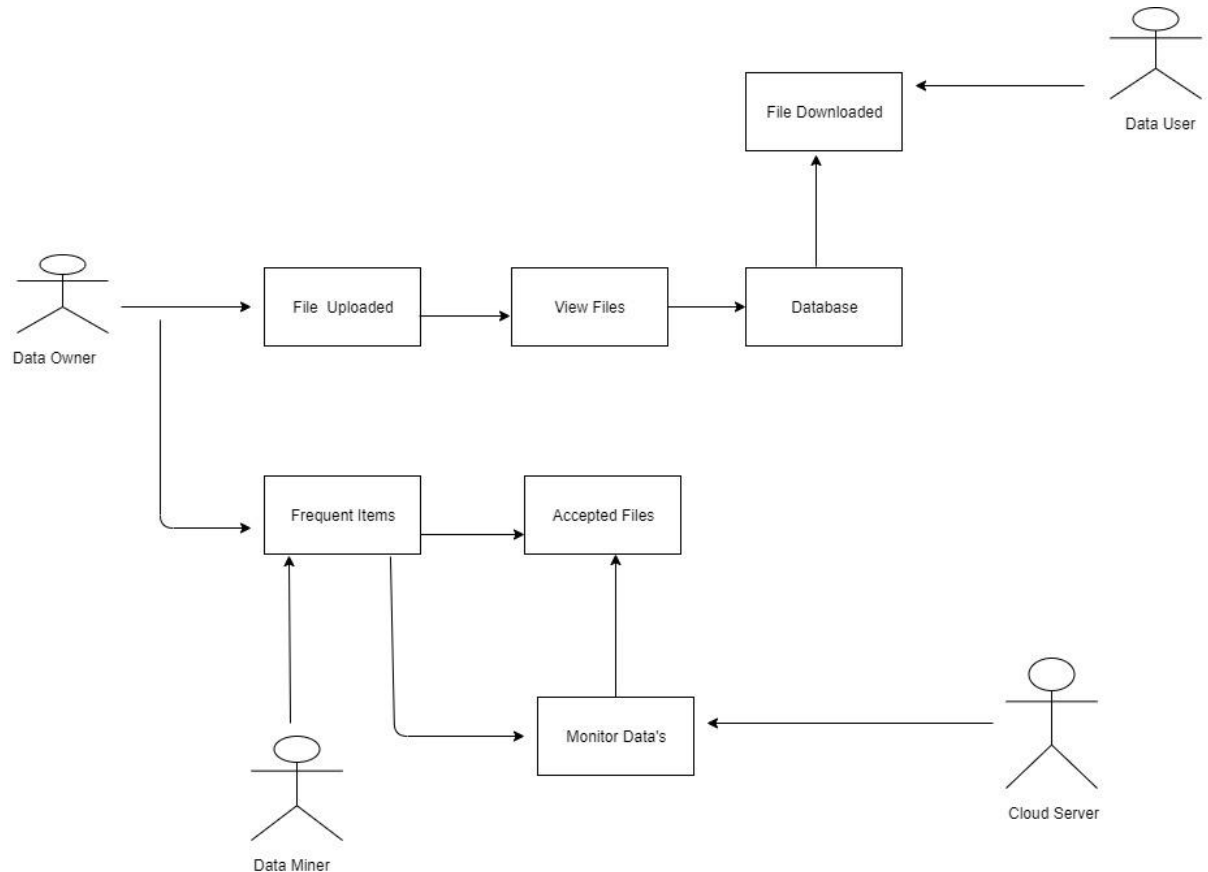 File Downloaded
Data User
File Uploaded
View Files
Database
Data Owner
Frequent Items
Accepted Files
Monitor Data's
Cloud Server
Data Miner